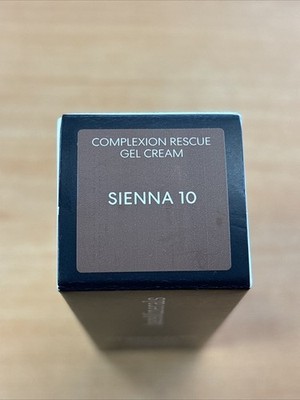 COMPLEXION RESCUE
GEL CREAM
SIENNA 10